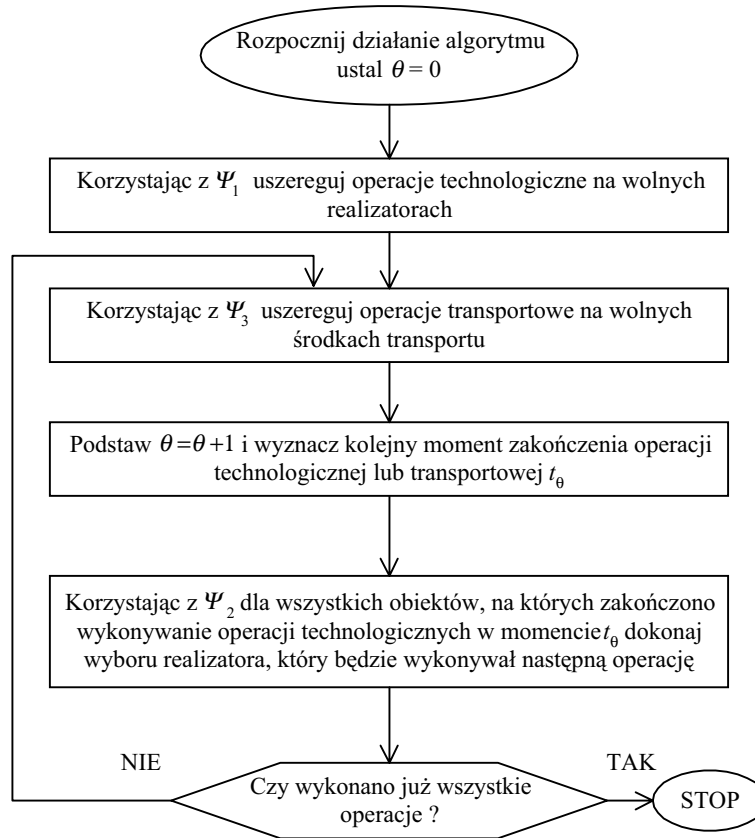 Rozpocznij działanie algorytmu
ustal θ = 0
Korzystając z Ψ₁ uszereguj operacje technologiczne na wolnych
realizatorach
Korzystając z Ψ₃ uszereguj operacje transportowe na wolnych
środkach transportu
Podstaw θ=θ+1 i wyznacz kolejny moment zakończenia operacji
technologicznej lub transportowej t_θ
Korzystając z Ψ₂ dla wszystkich obiektów, na których zakończono
wykonywanie operacji technologicznych w momencie t_θ dokonaj
wyboru realizatora, który będzie wykonywał następną operację
NIE
TAK
Czy wykonano już wszystkie
operacje ?
STOP